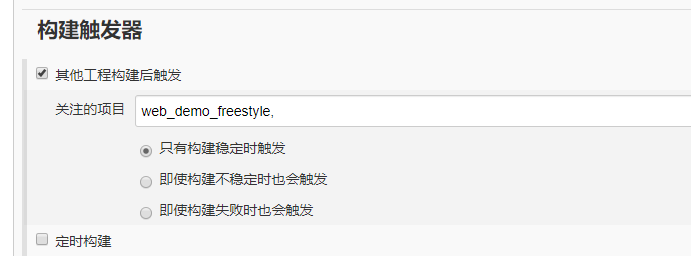 构建触发器
其他工程构建后触发
关注的项目 web_demo_freestyle,
只有构建稳定时触发
即使构建不稳定时也会触发
即使构建失败时也会触发
定时构建